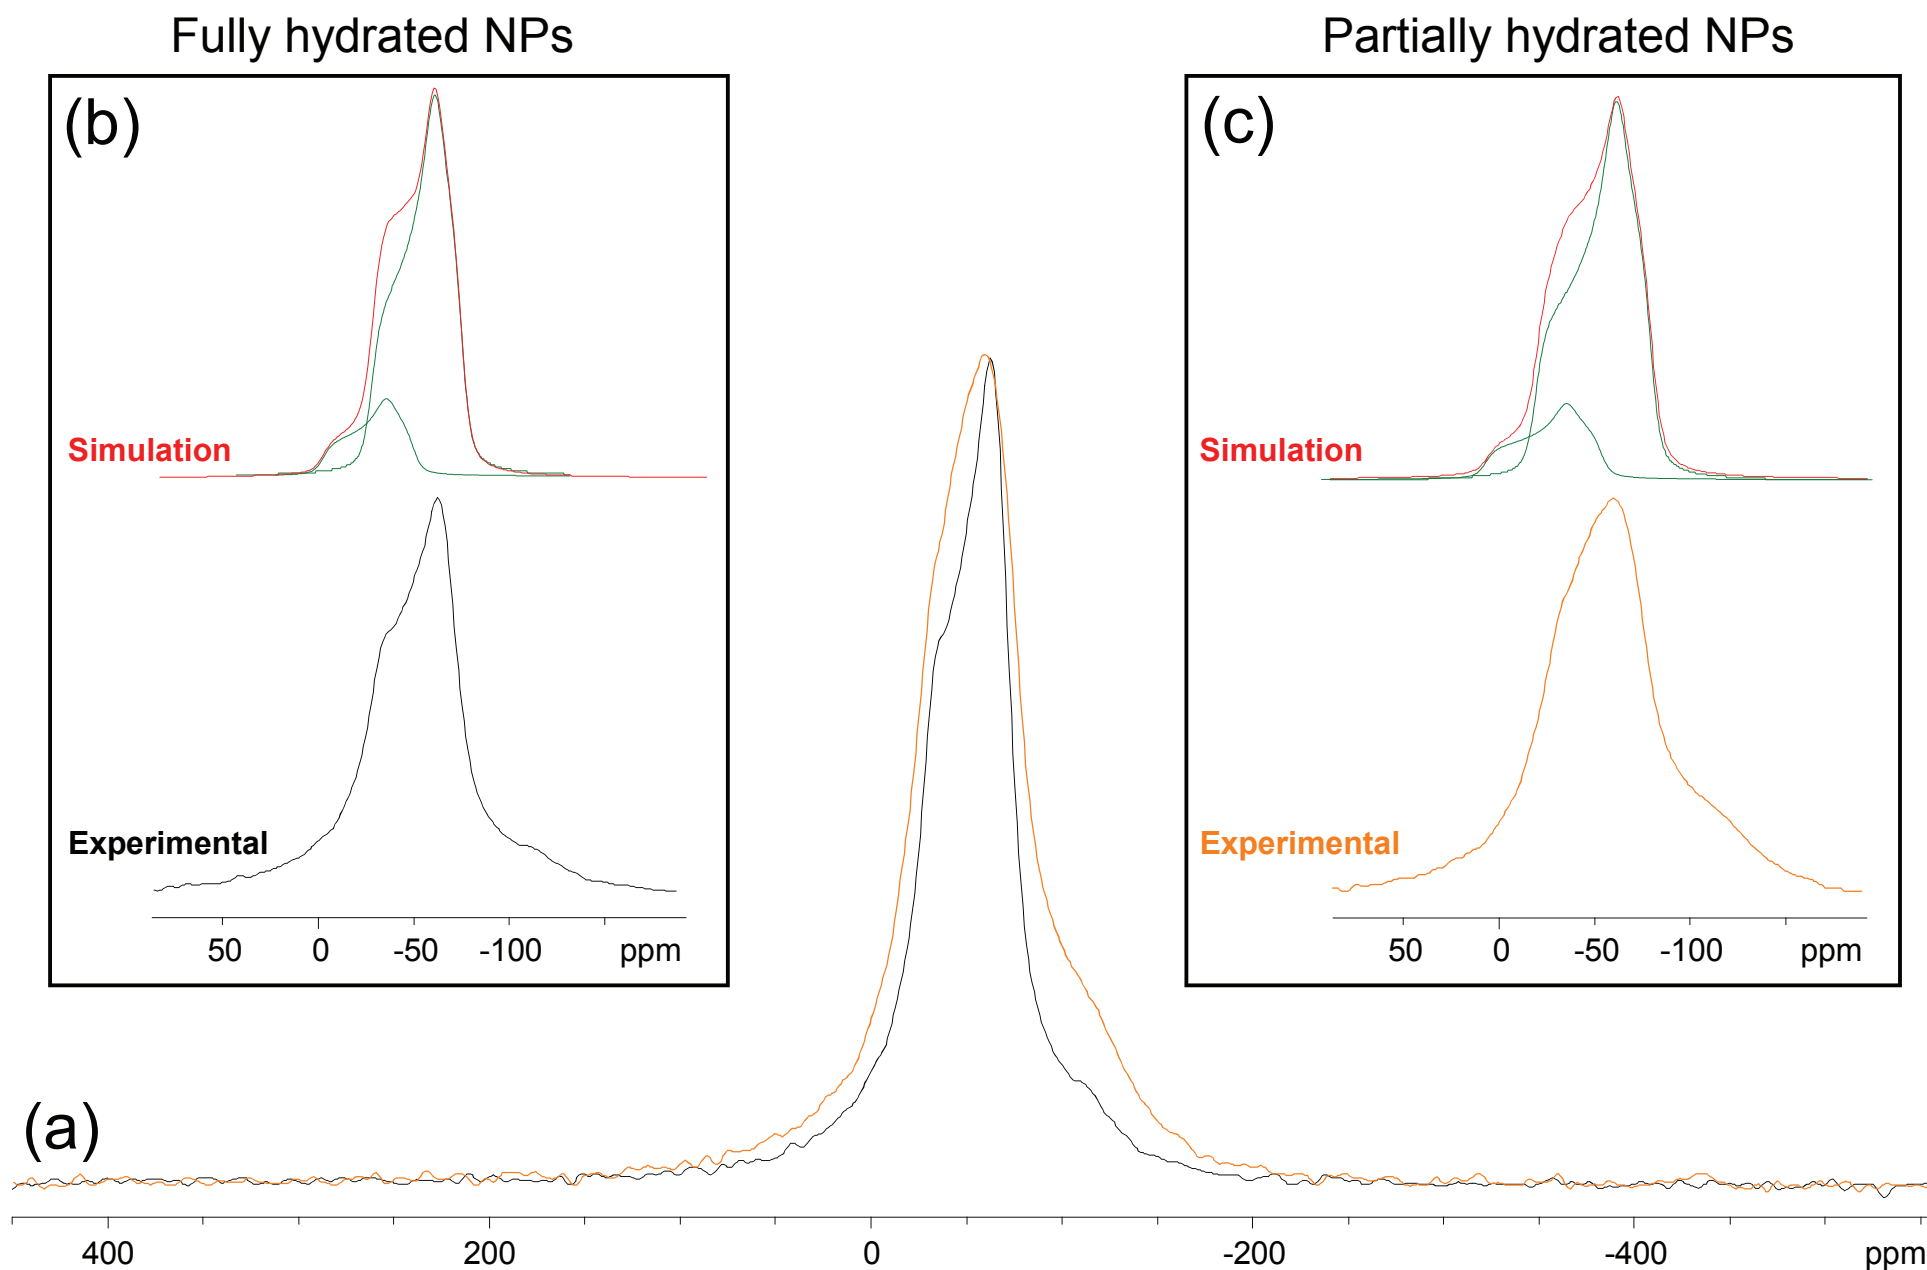 Fully hydrated NPs
Partially hydrated NPs
(b)
Simulation
Experimental
50 0 -50 -100 ppm
(c)
Simulation
Experimental
50 0 -50 -100 ppm
(a)
400 200 0 -200 -400 ppm